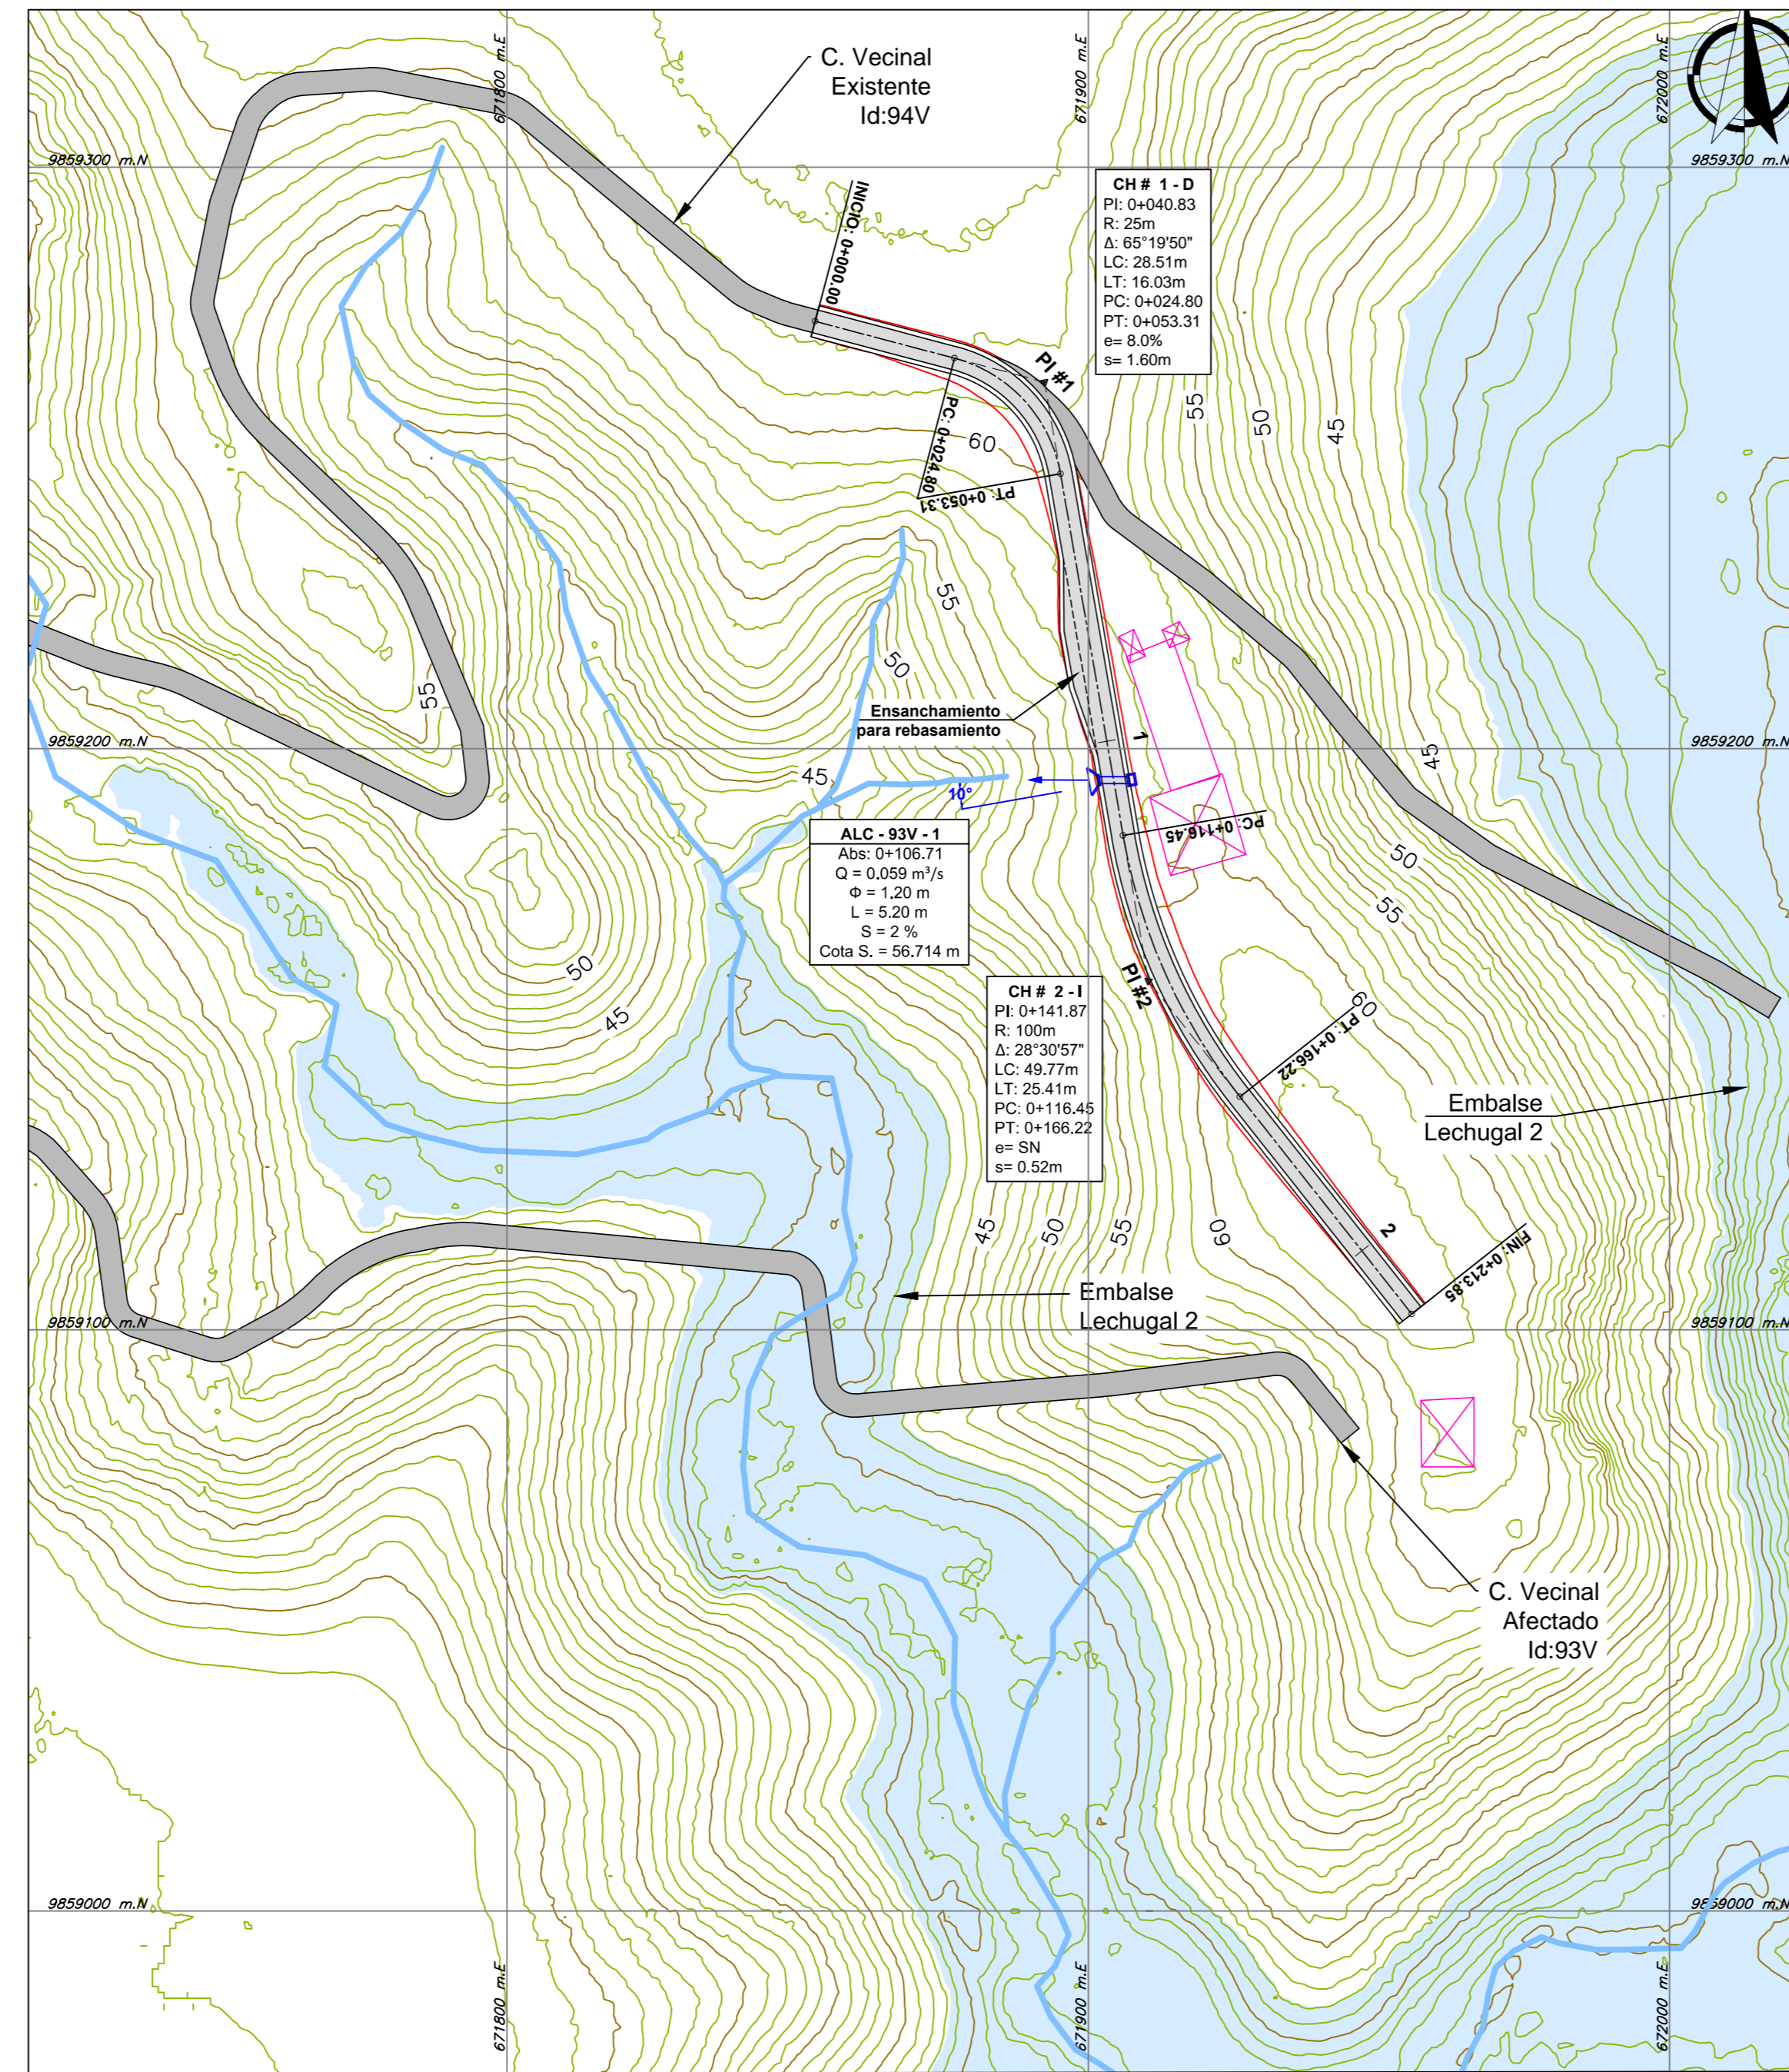 671800 m.E
671900 m.E
672000 m.E
C. Vecinal
Existente
Id:94V
9859300 m.N
9859300 m.N
INICIO: 0+000.00
CH # 1 - D
PI: 0+040.83
R: 25m
Δ: 65°19'50"
LC: 28.51m
LT: 16.03m
PC: 0+024.80
PT: 0+053.31
e= 8.0%
s= 1.60m
PI #1
PC: 0+024.80
PT: 0+053.31
60
55
50
45
55
50
55
Ensanchamiento
para rebasamiento
1
9859200 m.N
9859200 m.N
45
45
10°
PC: 0+116.45
ALC - 93V - 1
Abs: 0+106.71
Q = 0.059 m³/s
Φ = 1.20 m
L = 5.20 m
S = 2 %
Cota S. = 56.714 m
50
55
50
45
PI #2
CH # 2 - I
PI: 0+141.87
R: 100m
Δ: 28°30'57"
LC: 49.77m
LT: 25.41m
PC: 0+116.45
PT: 0+166.22
e= SN
s= 0.52m
60
PT: 0+166.22
Embalse
Lechugal 2
45
50
55
60
2
FIN: 0+213.85
Embalse
Lechugal 2
9859100 m.N
9859100 m.N
C. Vecinal
Afectado
Id:93V
9859000 m.N
9859000 m.N
671800 m.E
671900 m.E
672000 m.E